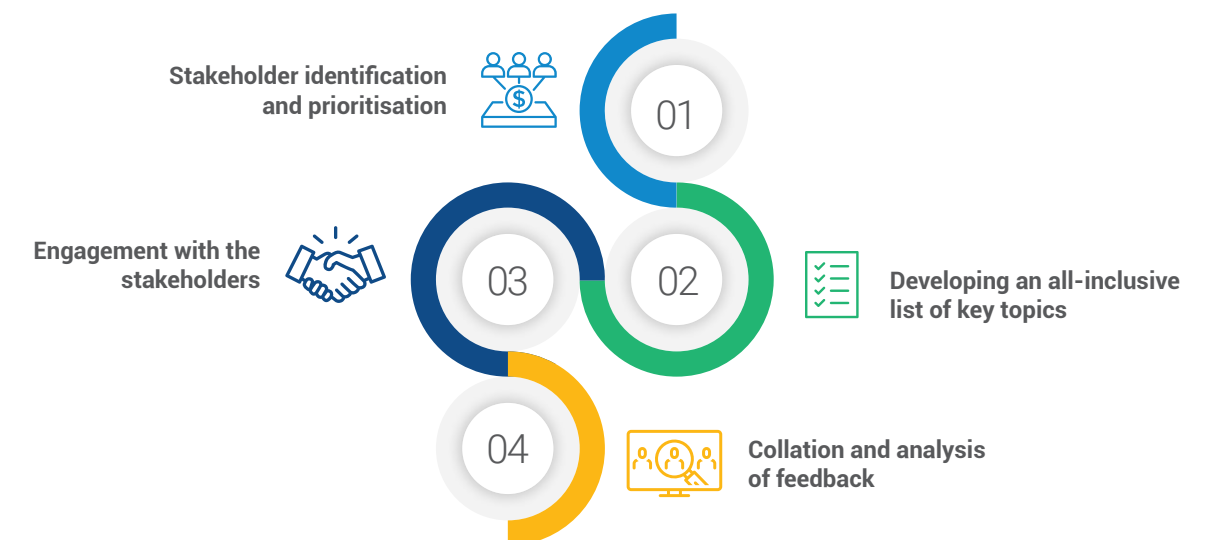 Stakeholder identification
and prioritisation
$
01
Engagement with the
stakeholders
03
02
Developing an all-inclusive
list of key topics
04
Collation and analysis
of feedback